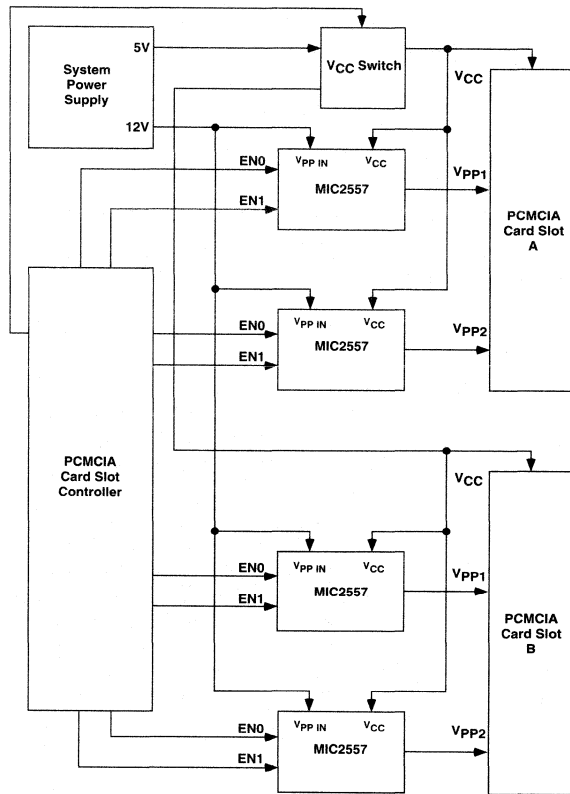 5V
System
Power
Supply
12V
VCC Switch
VCC
EN0
EN1
VPP IN
VCC
MIC2557
VPP1
PCMCIA
Card Slot
A
EN0
EN1
VPP IN
VCC
MIC2557
VPP2
PCMCIA
Card Slot
Controller
VCC
EN0
EN1
VPP IN
VCC
MIC2557
VPP1
PCMCIA
Card Slot
B
EN0
EN1
VPP IN
VCC
MIC2557
VPP2